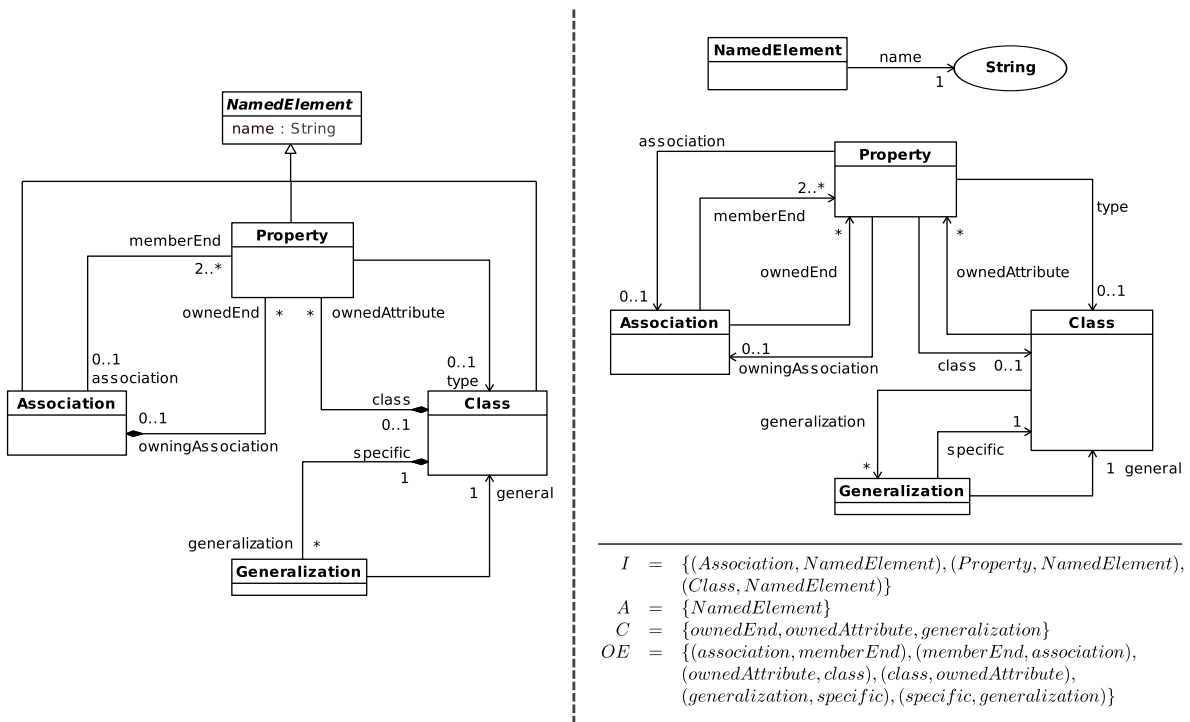 NamedElement
name : String
Property
memberEnd
2..*
ownedEnd * * ownedAttribute
0..1
association
0..1
type
Association
class
Class
0..1
0..1
owningAssociation
specific
1
1 general
generalization *
Generalization
NamedElement
name
1
String
association
Property
2..*
memberEnd
type
* *
ownedEnd
ownedAttribute
0..1
0..1
Association
Class
0..1
owningAssociation
class 0..1
generalization
1
specific
*
1 general
Generalization
I = {(Association, NamedElement), (Property, NamedElement),
(Class, NamedElement)}
A = {NamedElement}
C = {ownedEnd, ownedAttribute, generalization}
OE = {(association, memberEnd), (memberEnd, association),
(ownedAttribute, class), (class, ownedAttribute),
(generalization, specific), (specific, generalization)}